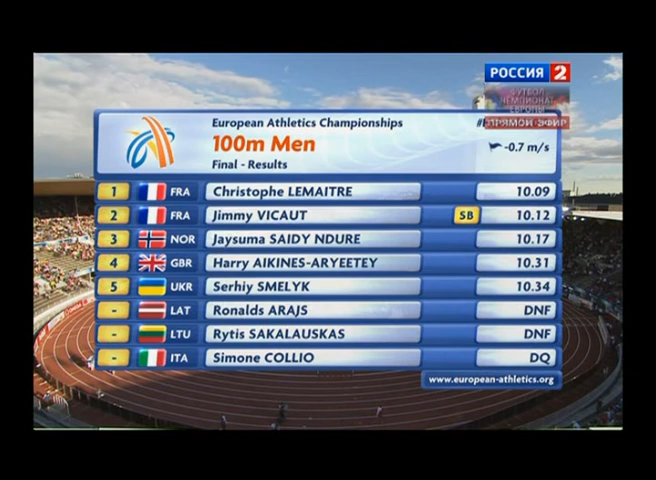 РОССИЯ 2
ФУТБОЛ
ЧЕМПИОНАТ
ЕВРОПЫ
ПРЯМОЙ ЭФИР
European Athletics Championships
100m Men
Final - Results
-0.7 m/s
1 FRA Christophe LEMAITRE 10.09
2 FRA Jimmy VICAUT SB 10.12
3 NOR Jaysuma SAIDY NDURE 10.17
4 GBR Harry AIKINES-ARYEETEY 10.31
5 UKR Serhiy SMELYK 10.34
- LAT Ronalds ARAJS DNF
- LTU Rytis SAKALAUSKAS DNF
- ITA Simone COLLIO DQ
www.european-athletics.org